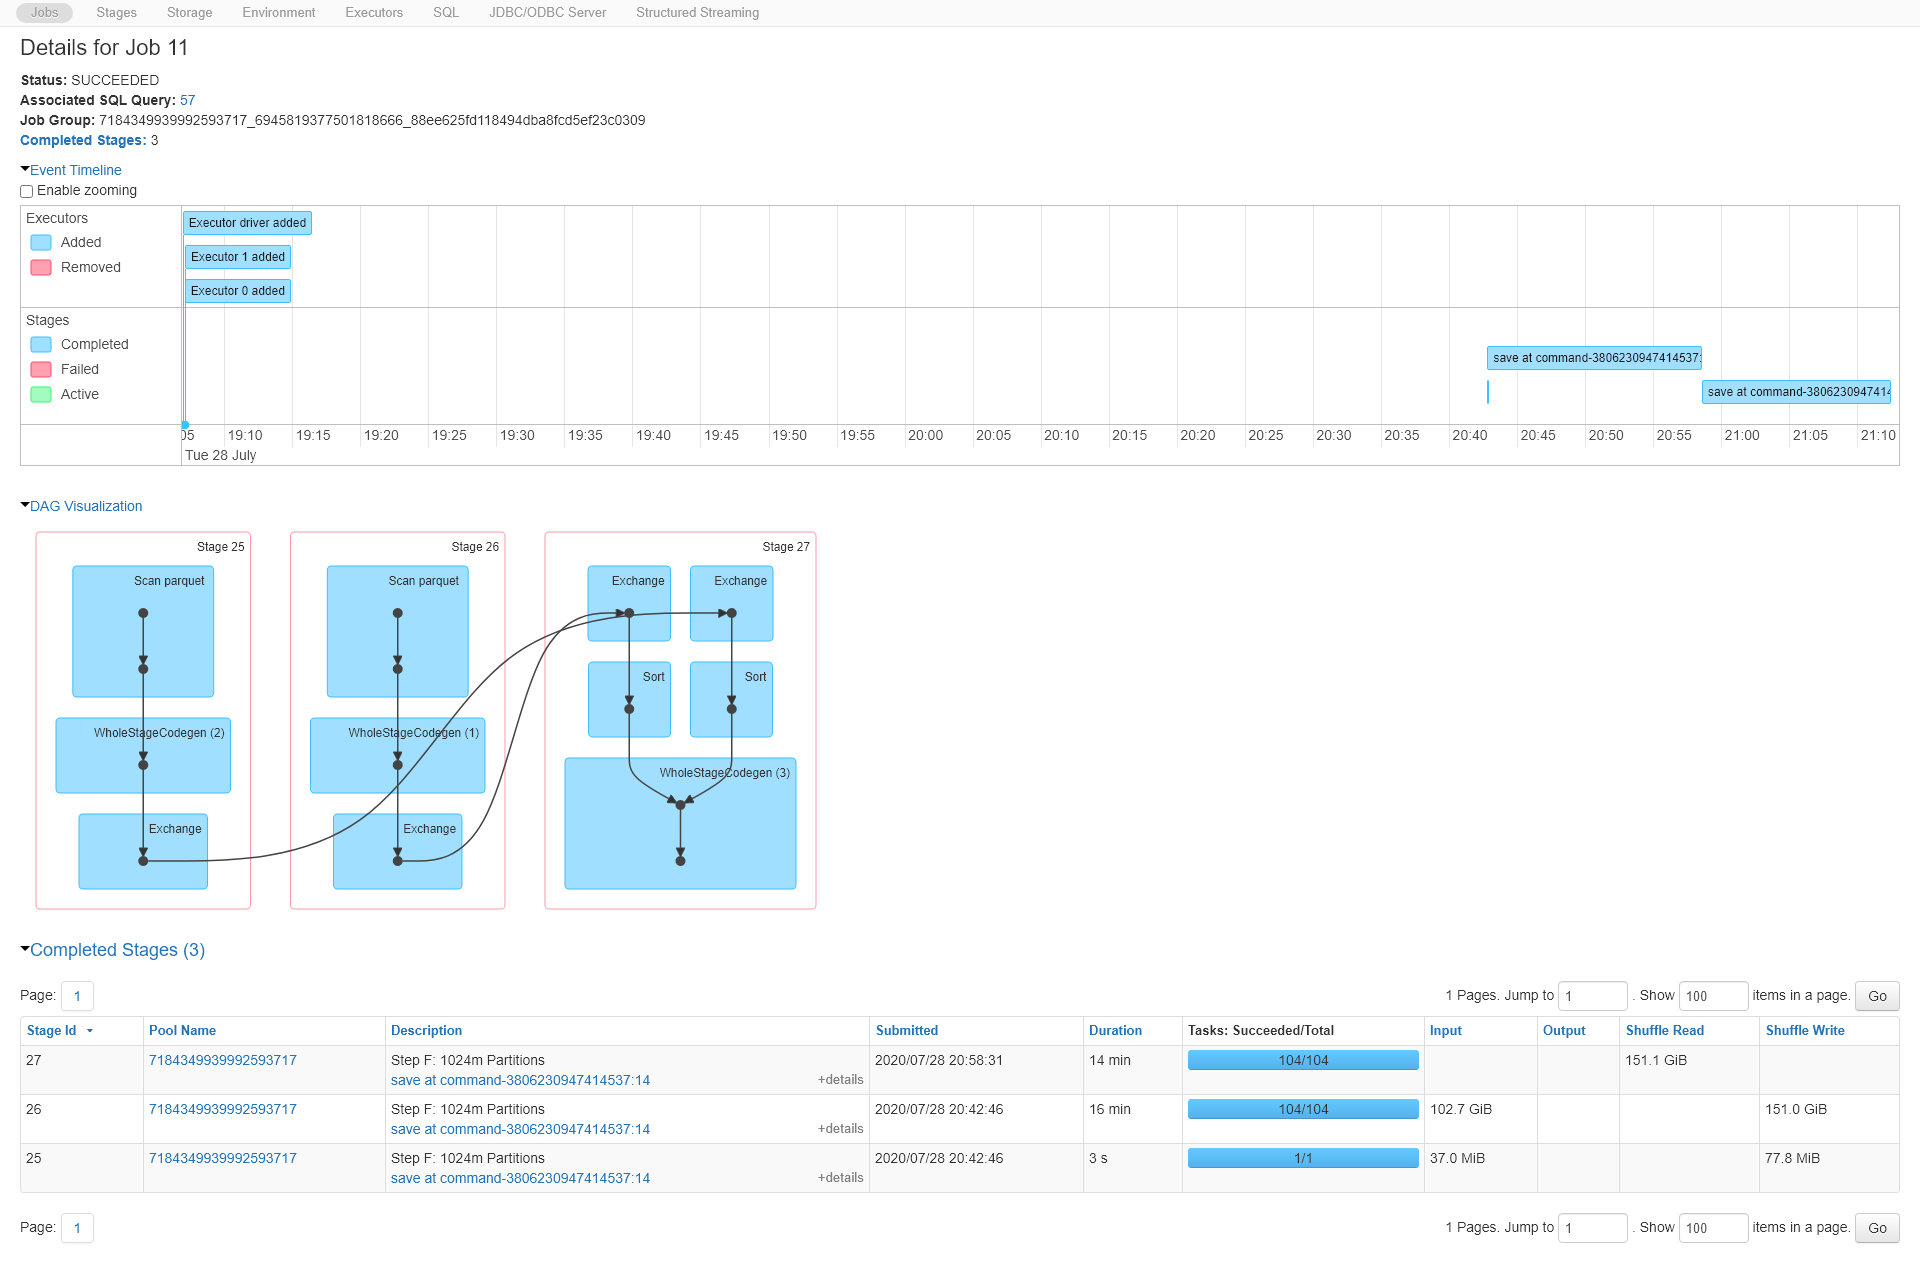 Jobs Stages Storage Environment Executors SQL JDBC/ODBC Server Structured Streaming
Details for Job 11
Status: SUCCEEDED
Associated SQL Query: 57
Job Group: 7184349939992593717_6945819377501818666_88ee625fd118494dba8fcd5ef23c0309
Completed Stages: 3
Event Timeline
Enable zooming
Executors
Added
Removed
Executor driver added
Executor 1 added
Executor 0 added
Stages
Completed
Failed
Active
save at command-3806230947414537:
save at command-3806230947414
05 19:10 19:15 19:20 19:25 19:30 19:35 19:40 19:45 19:50 19:55 20:00 20:05 20:10 20:15 20:20 20:25 20:30 20:35 20:40 20:45 20:50 20:55 21:00 21:05 21:10
Tue 28 July
DAG Visualization
Stage 25
Scan parquet
WholeStageCodegen (2)
Exchange
Stage 26
Scan parquet
WholeStageCodegen (1)
Exchange
Stage 27
Exchange Exchange
Sort Sort
WholeStageCodegen (3)
Completed Stages (3)
Page: 1 1 Pages. Jump to 1 . Show 100 items in a page. Go
Stage Id Pool Name Description Submitted Duration Tasks: Succeeded/Total Input Output Shuffle Read Shuffle Write
27 7184349939992593717 Step F: 1024m Partitions 2020/07/28 20:58:31 14 min 104/104 151.1 GiB
save at command-3806230947414537:14 +details
26 7184349939992593717 Step F: 1024m Partitions 2020/07/28 20:42:46 16 min 104/104 102.7 GiB 151.0 GiB
save at command-3806230947414537:14 +details
25 7184349939992593717 Step F: 1024m Partitions 2020/07/28 20:42:46 3 s 1/1 37.0 MiB 77.8 MiB
save at command-3806230947414537:14 +details
Page: 1 1 Pages. Jump to 1 . Show 100 items in a page. Go